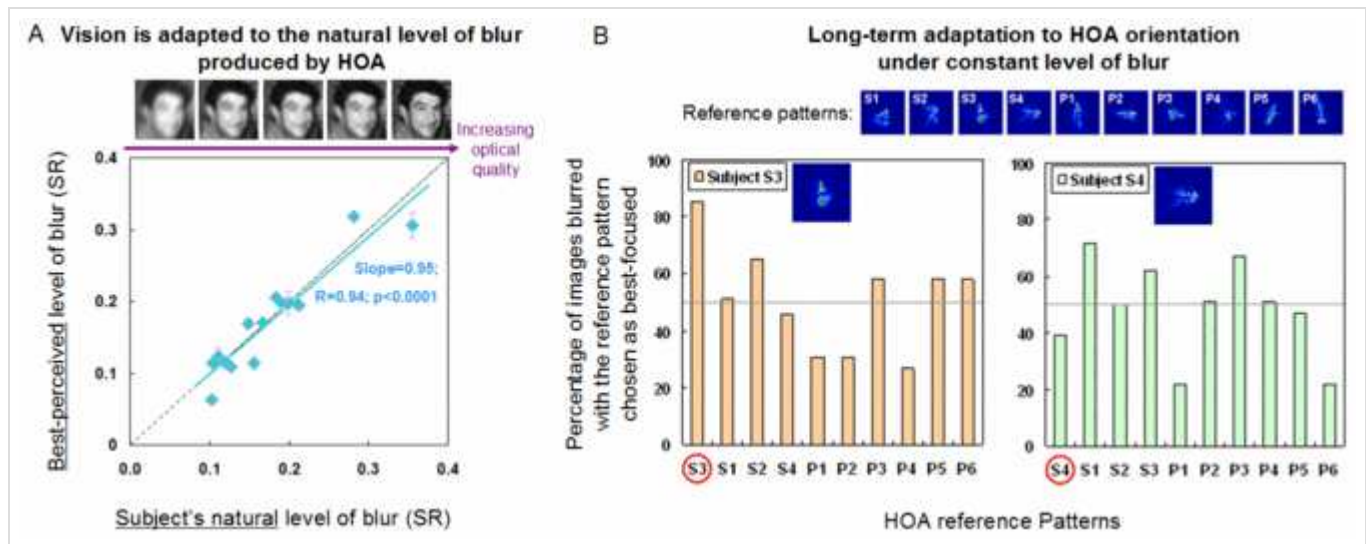 A Vision is adapted to the natural level of blur
produced by HOA
Increasing
optical
quality
Best-perceived level of blur (SR)
0.4
0.3
0.2
0.1
0
Slope=0.95;
R=0.94; p<0.0001
0.0 0.1 0.2 0.3 0.4
Subject's natural level of blur (SR)
B Long-term adaptation to HOA orientation
under constant level of blur
Reference patterns:
S1 S2 S3 S4 P1 P2 P3 P4 P5 P6
Percentage of images blurred
with the reference pattern
chosen as best-focused
100
80
60
40
20
0
Subject S3
S3 S1 S2 S4 P1 P2 P3 P4 P5 P6
100
80
60
40
20
0
Subject S4
S4 S1 S2 S3 P1 P2 P3 P4 P5 P6
HOA reference Patterns